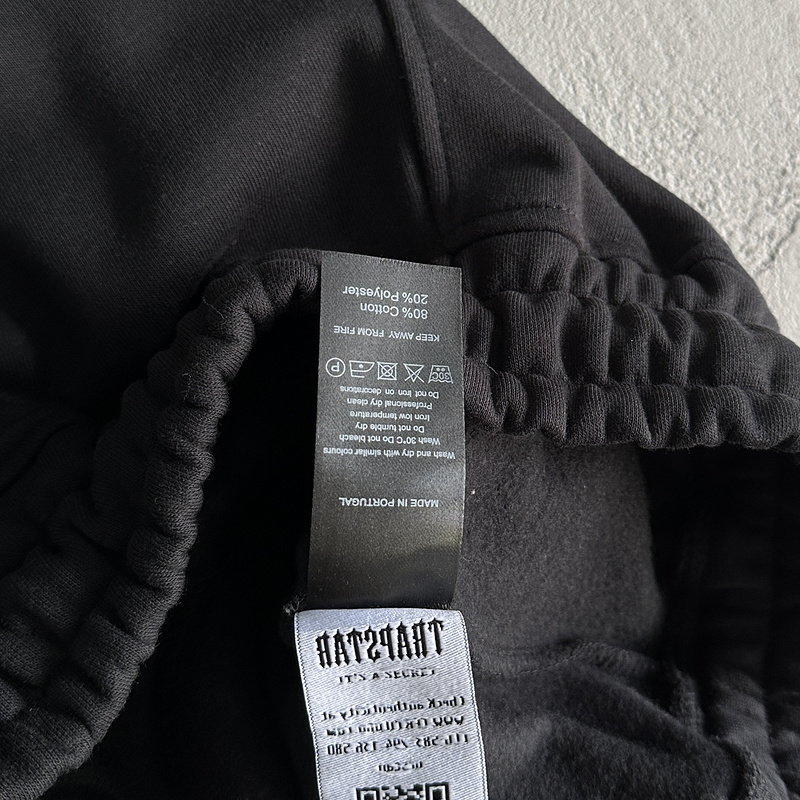 80% Cotton
20% Polyester
KEEP AWAY FROM FIRE
30C
P
Wash and dry with similar colours
Wash 30°C Do not bleach
Do not tumble dry
Iron low temperature
Professional dry clean
Do not iron on decorations
MADE IN PORTUGAL
TRAPSTAR
IT'S A SECRET
Check authenticity at